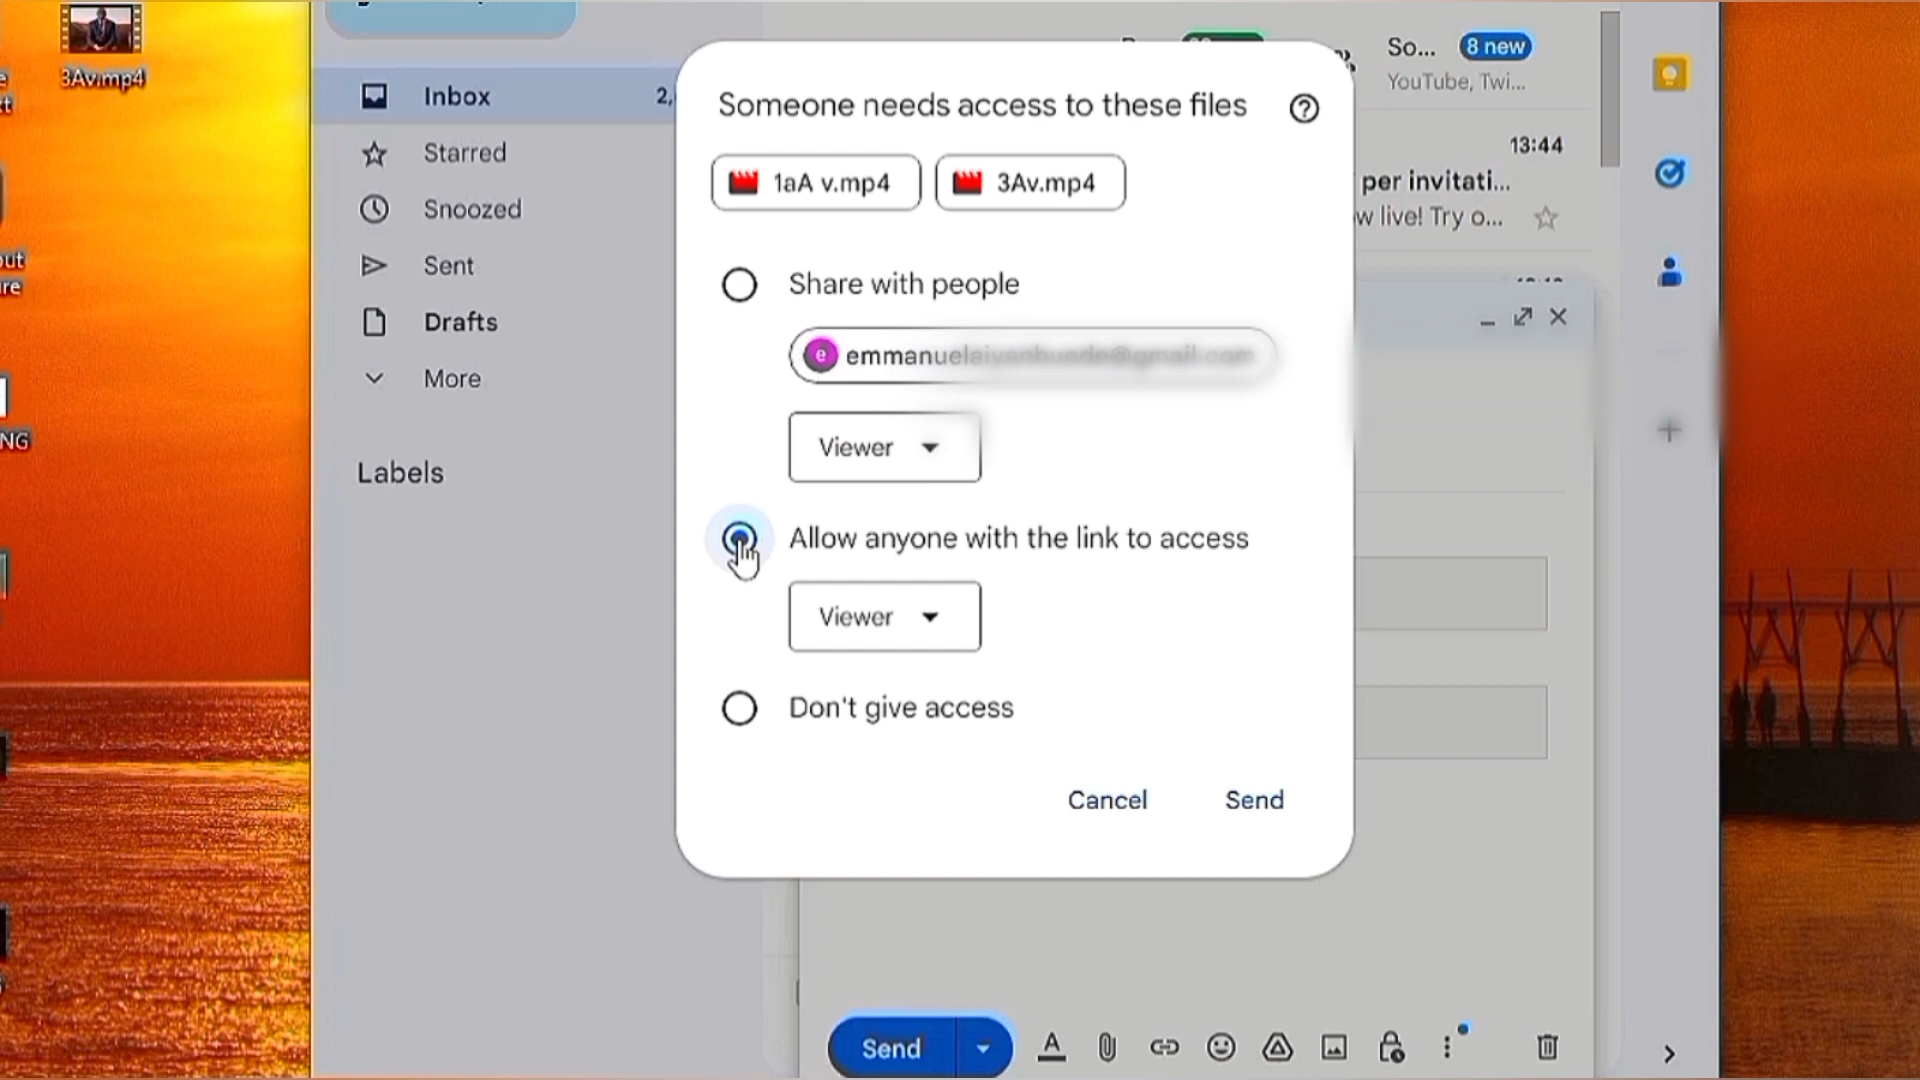 3Av.mp4
Inbox
2,
Starred
Snoozed
Sent
Drafts
More
Labels
NG
Someone needs access to these files
1aA v.mp4
3Av.mp4
Share with people
e
Viewer
Allow anyone with the link to access
Viewer
Don't give access
Cancel
Send
So...
8 new
YouTube, Twi...
13:44
per invitati...
w live! Try o...
Send